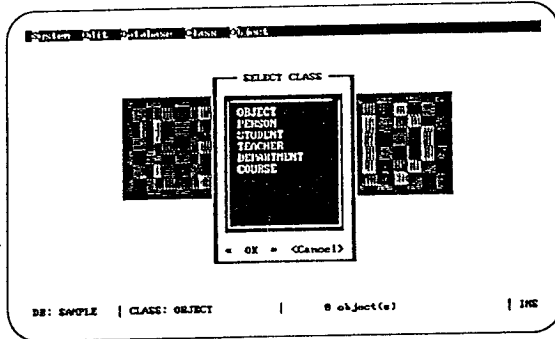 System Edit Database Class Object
SELECT CLASS
OBJECT
PERSON
STUDENT
TEACHER
DEPARTMENT
COURSE
« OK » <Cancel>
DB: SAMPLE | CLASS: OBJECT | 0 object(s) | INS